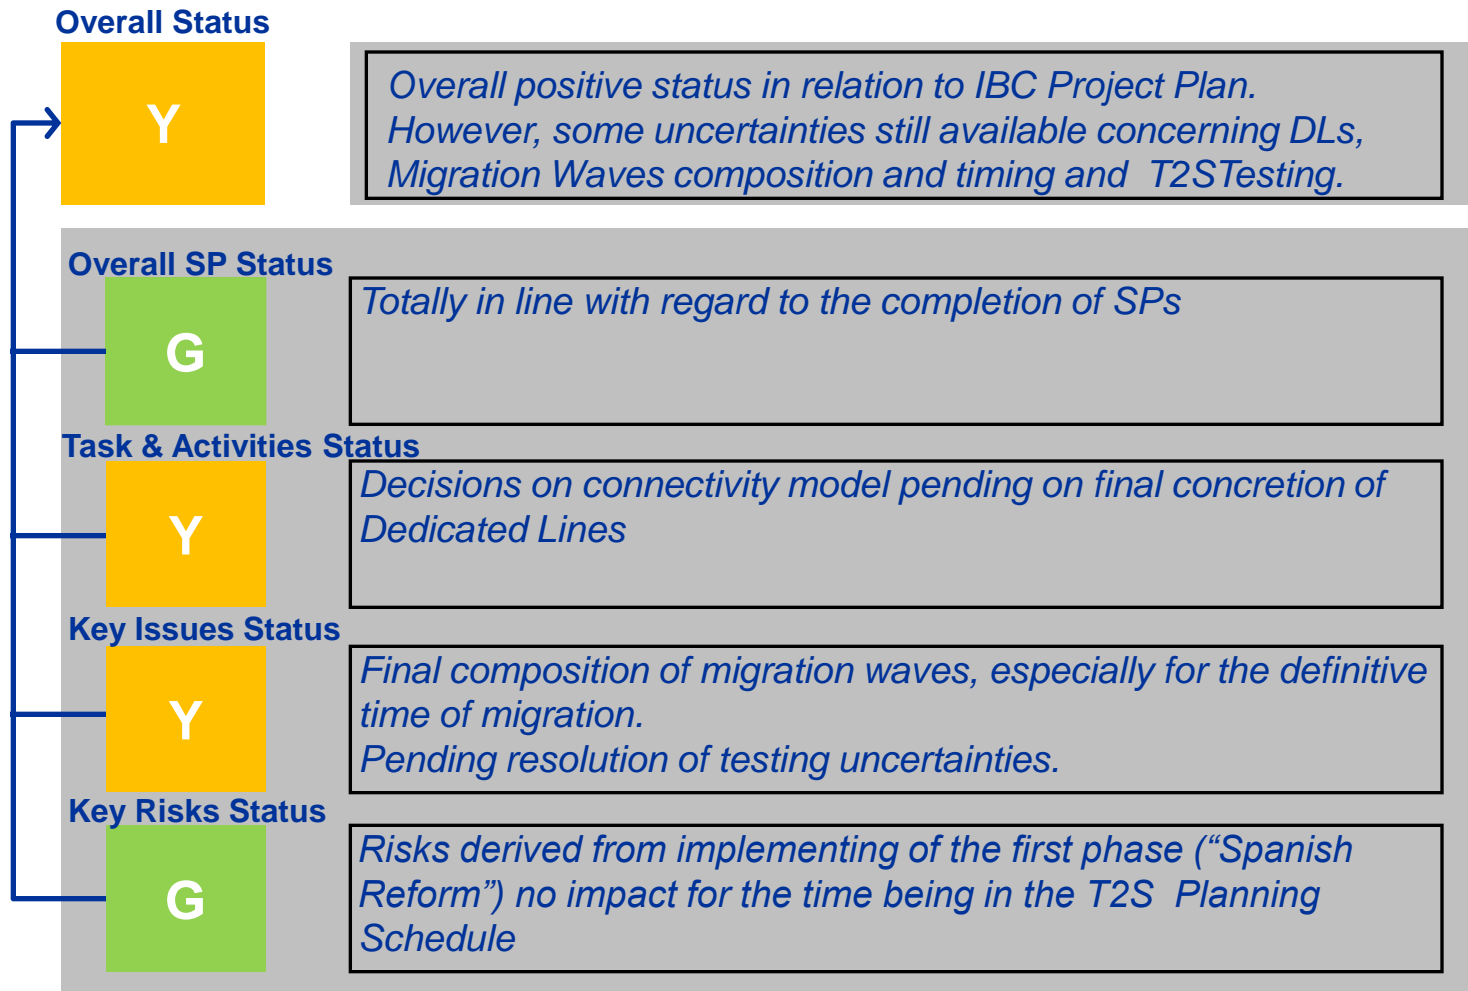 Overall Status
Y
Overall positive status in relation to IBC Project Plan.
However, some uncertainties still available concerning DLs,
Migration Waves composition and timing and  T2STesting.
Overall SP Status
G
Totally in line with regard to the completion of SPs
Task & Activities Status
Y
Decisions on connectivity model pending on final concretion of
Dedicated Lines
Key Issues Status
Y
Final composition of migration waves, especially for the definitive
time of migration.
Pending resolution of testing uncertainties.
Key Risks Status
G
Risks derived from implementing of the first phase (“Spanish
Reform”) no impact for the time being in the T2S  Planning
Schedule